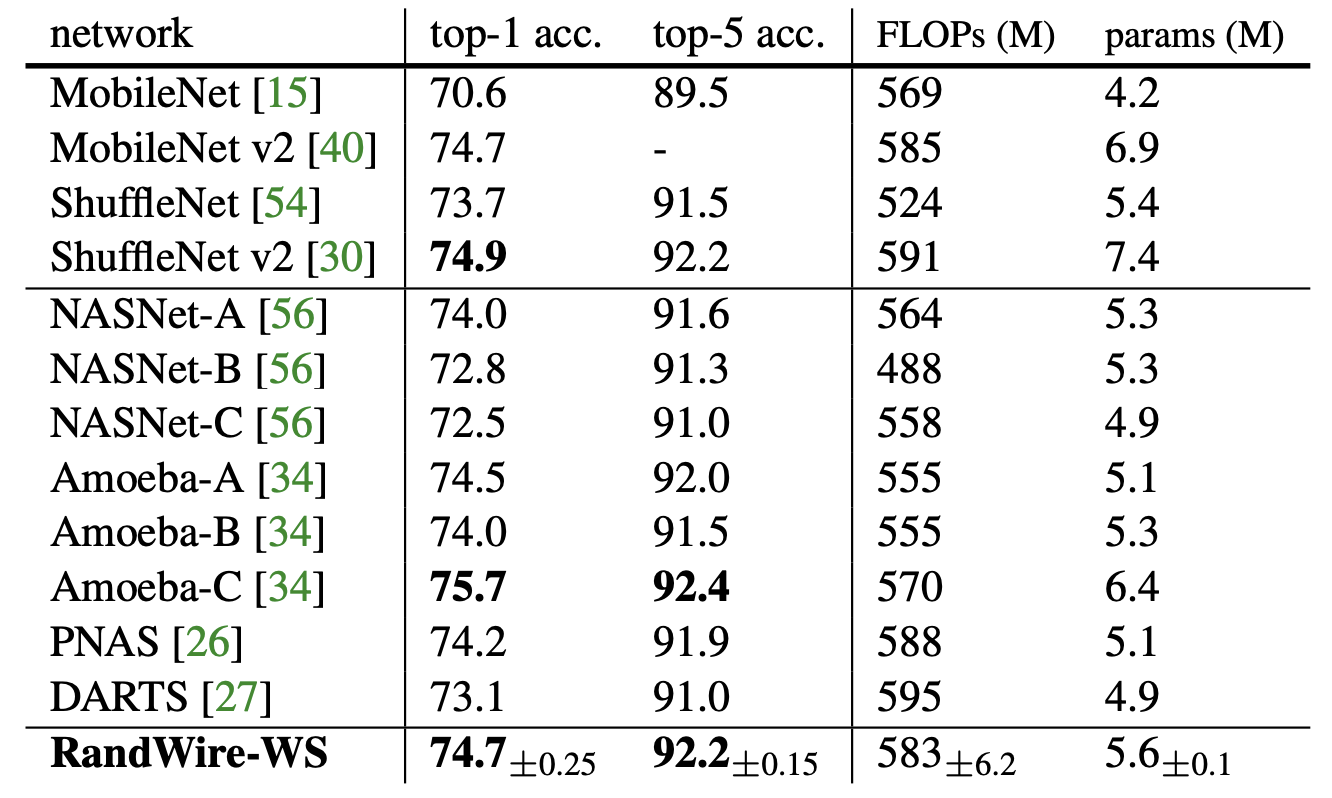 network top-1 acc. top-5 acc. FLOPs (M) params (M)
MobileNet [15] 70.6 89.5 569 4.2
MobileNet v2 [40] 74.7 - 585 6.9
ShuffleNet [54] 73.7 91.5 524 5.4
ShuffleNet v2 [30] 74.9 92.2 591 7.4
NASNet-A [56] 74.0 91.6 564 5.3
NASNet-B [56] 72.8 91.3 488 5.3
NASNet-C [56] 72.5 91.0 558 4.9
Amoeba-A [34] 74.5 92.0 555 5.1
Amoeba-B [34] 74.0 91.5 555 5.3
Amoeba-C [34] 75.7 92.4 570 6.4
PNAS [26] 74.2 91.9 588 5.1
DARTS [27] 73.1 91.0 595 4.9
RandWire-WS 74.7±0.25 92.2±0.15 583±6.2 5.6±0.1